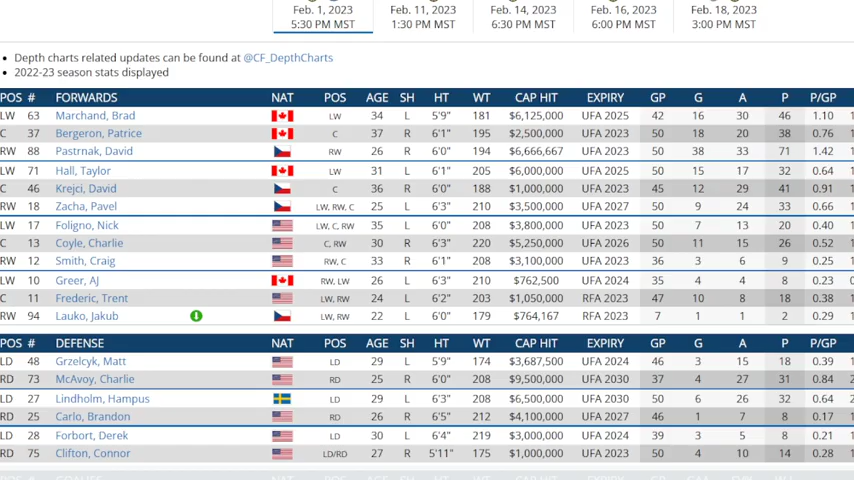 Feb. 1, 2023 Feb. 11, 2023 Feb. 14, 2023 Feb. 16, 2023 Feb. 18, 2023
5:30 PM MST 1:30 PM MST 6:30 PM MST 6:00 PM MST 3:00 PM MST
Depth charts related updates can be found at @CF_DepthCharts
2022-23 season stats displayed
POS # FORWARDS NAT POS AGE SH HT WT CAP HIT EXPIRY GP G A P P/GP
LW 63 Marchand, Brad LW 34 L 5'9" 181 $6,125,000 UFA 2025 42 16 30 46 1.10
C 37 Bergeron, Patrice C 37 R 6'1" 195 $2,500,000 UFA 2023 50 18 20 38 0.76
RW 88 Pastrnak, David RW 26 R 6'0" 194 $6,666,667 UFA 2023 50 38 33 71 1.42
LW 71 Hall, Taylor LW 31 L 6'1" 205 $6,000,000 UFA 2025 50 15 17 32 0.64
C 46 Krejci, David C 36 R 6'0" 188 $1,000,000 UFA 2023 45 12 29 41 0.91
RW 18 Zacha, Pavel LW, RW, C 25 L 6'3" 210 $3,500,000 UFA 2027 50 9 24 33 0.66
LW 17 Foligno, Nick LW, C, RW 35 L 6'0" 208 $3,800,000 UFA 2023 50 7 13 20 0.40
C 13 Coyle, Charlie C, RW 30 R 6'3" 220 $5,250,000 UFA 2026 50 11 15 26 0.52
RW 12 Smith, Craig RW, C 33 R 6'1" 208 $3,100,000 UFA 2023 36 3 6 9 0.25
LW 10 Greer, AJ RW, LW 26 L 6'3" 210 $762,500 UFA 2024 35 4 4 8 0.23
C 11 Frederic, Trent LW, RW 24 L 6'2" 203 $1,050,000 RFA 2023 47 10 8 18 0.38
RW 94 Lauko, Jakub LW, RW 22 L 6'0" 179 $764,167 RFA 2023 7 1 1 2 0.29
POS # DEFENSE NAT POS AGE SH HT WT CAP HIT EXPIRY GP G A P P/GP
LD 48 Grzelcyk, Matt LD 29 L 5'9" 174 $3,687,500 UFA 2024 46 3 15 18 0.39
RD 73 McAvoy, Charlie RD 25 R 6'0" 208 $9,500,000 UFA 2030 37 4 27 31 0.84
LD 27 Lindholm, Hampus LD 29 L 6'3" 208 $6,500,000 UFA 2030 50 6 26 32 0.64
RD 25 Carlo, Brandon RD 26 R 6'5" 212 $4,100,000 UFA 2027 46 1 7 8 0.17
LD 28 Forbort, Derek LD 30 L 6'4" 219 $3,000,000 UFA 2024 39 3 5 8 0.21
RD 75 Clifton, Connor LD/RD 27 R 5'11" 175 $1,000,000 UFA 2023 50 4 10 14 0.28